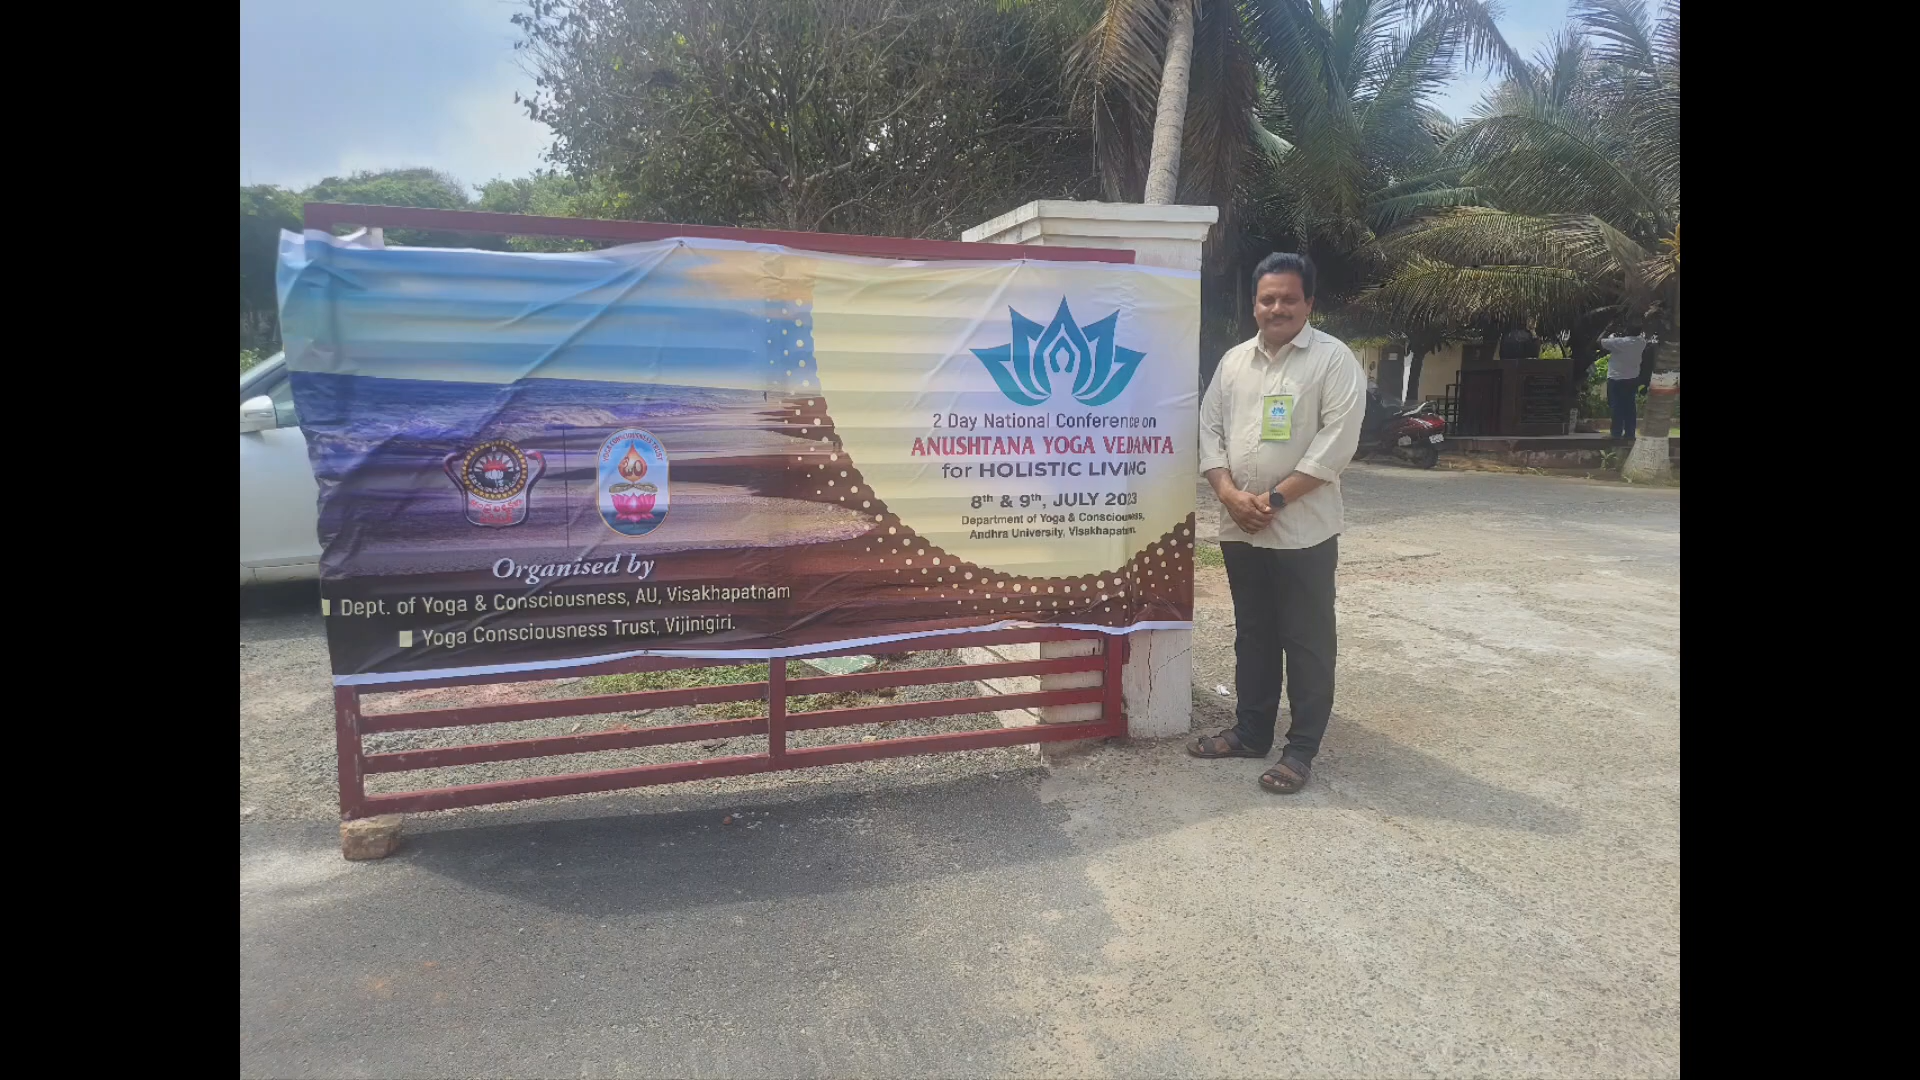 2 Day National Conference on
ANUSHTANA YOGA VEDANTA
for HOLISTIC LIVING
8th & 9th, JULY 2023
Department of Yoga & Consciousness,
Andhra University, Visakhapatnam.
Organised by
Dept. of Yoga & Consciousness, AU, Visakhapatnam
Yoga Consciousness Trust, Vijinigiri.